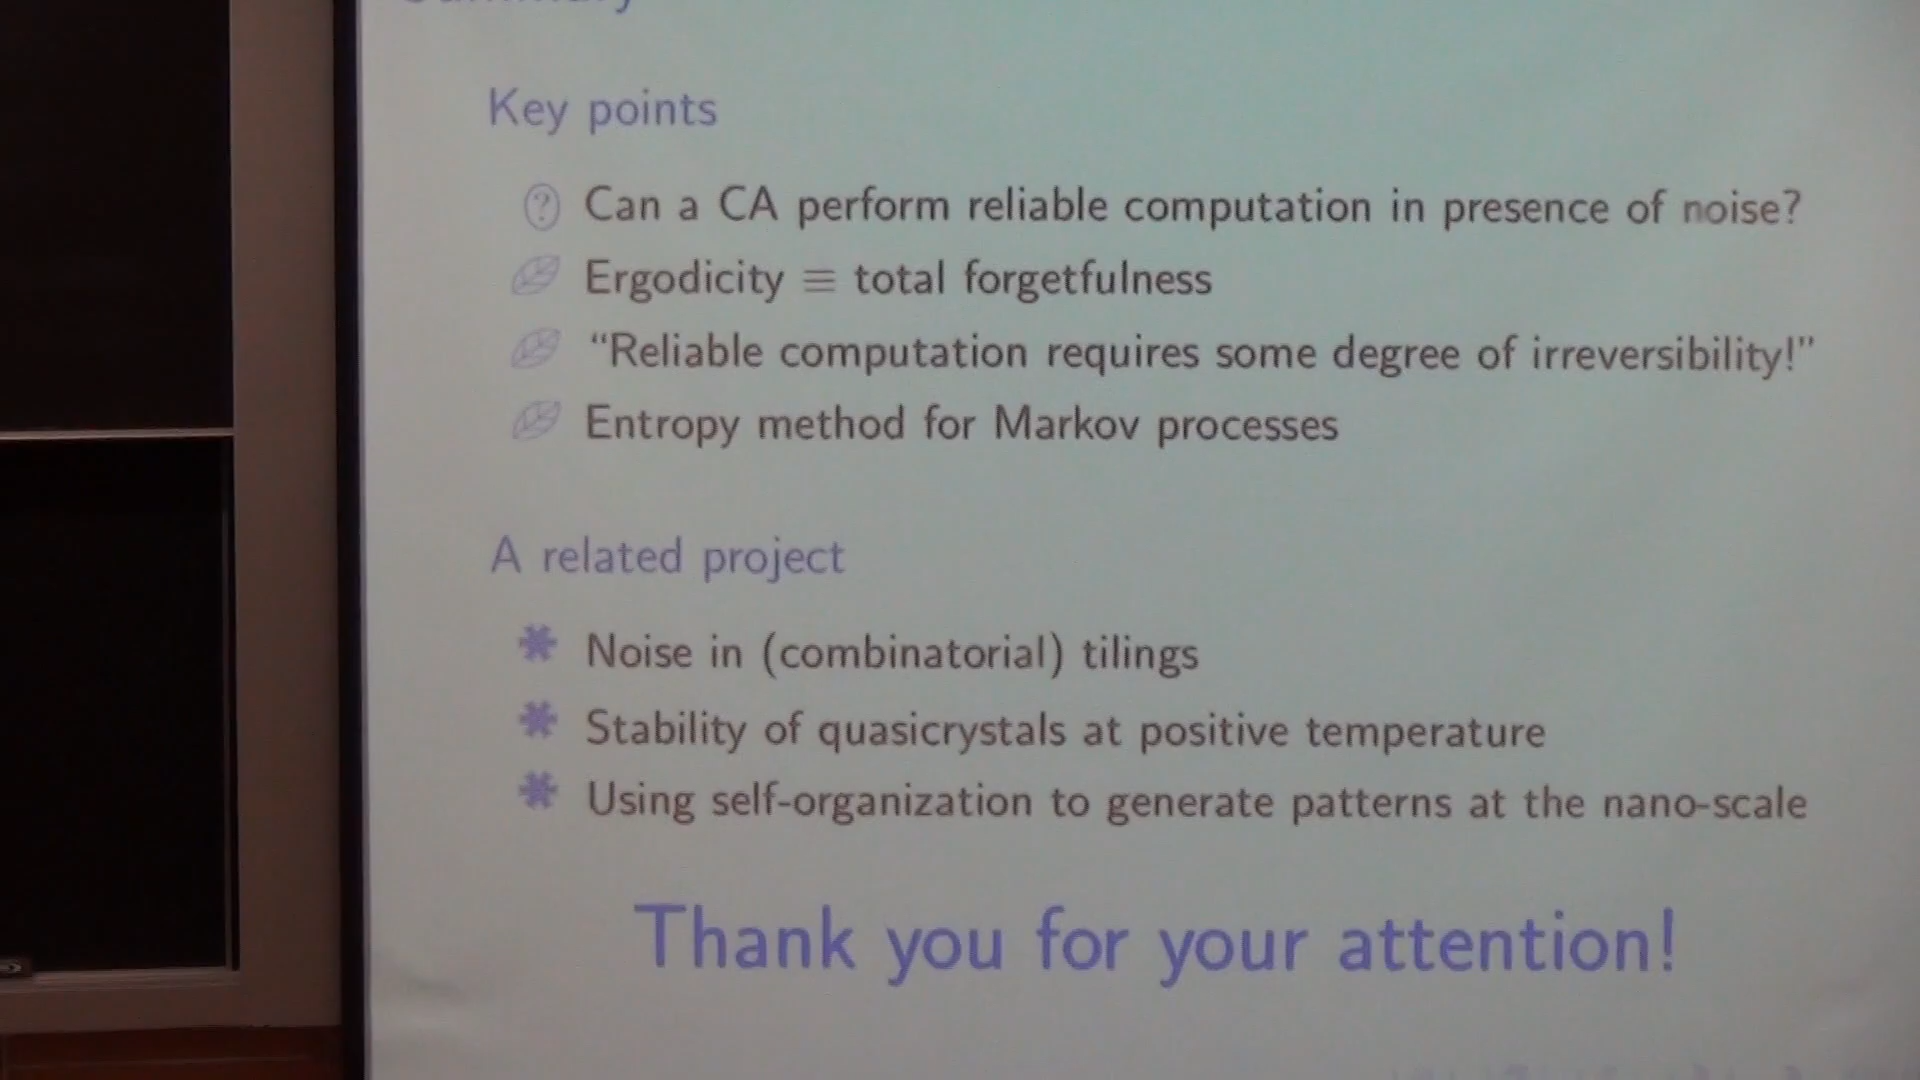 Summary
Key points
? Can a CA perform reliable computation in presence of noise?
Ergodicity ≡ total forgetfulness
“Reliable computation requires some degree of irreversibility!”
Entropy method for Markov processes
A related project
Noise in (combinatorial) tilings
Stability of quasicrystals at positive temperature
Using self-organization to generate patterns at the nano-scale
Thank you for your attention!